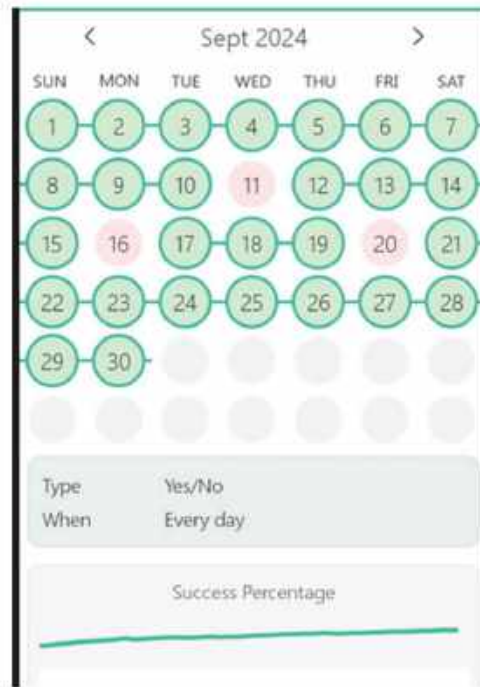 < Sept 2024 >
SUN MON TUE WED THU FRI SAT
1 2 3 4 5 6 7
8 9 10 11 12 13 14
15 16 17 18 19 20 21
22 23 24 25 26 27 28
29 30
Type Yes/No
When Every day
Success Percentage